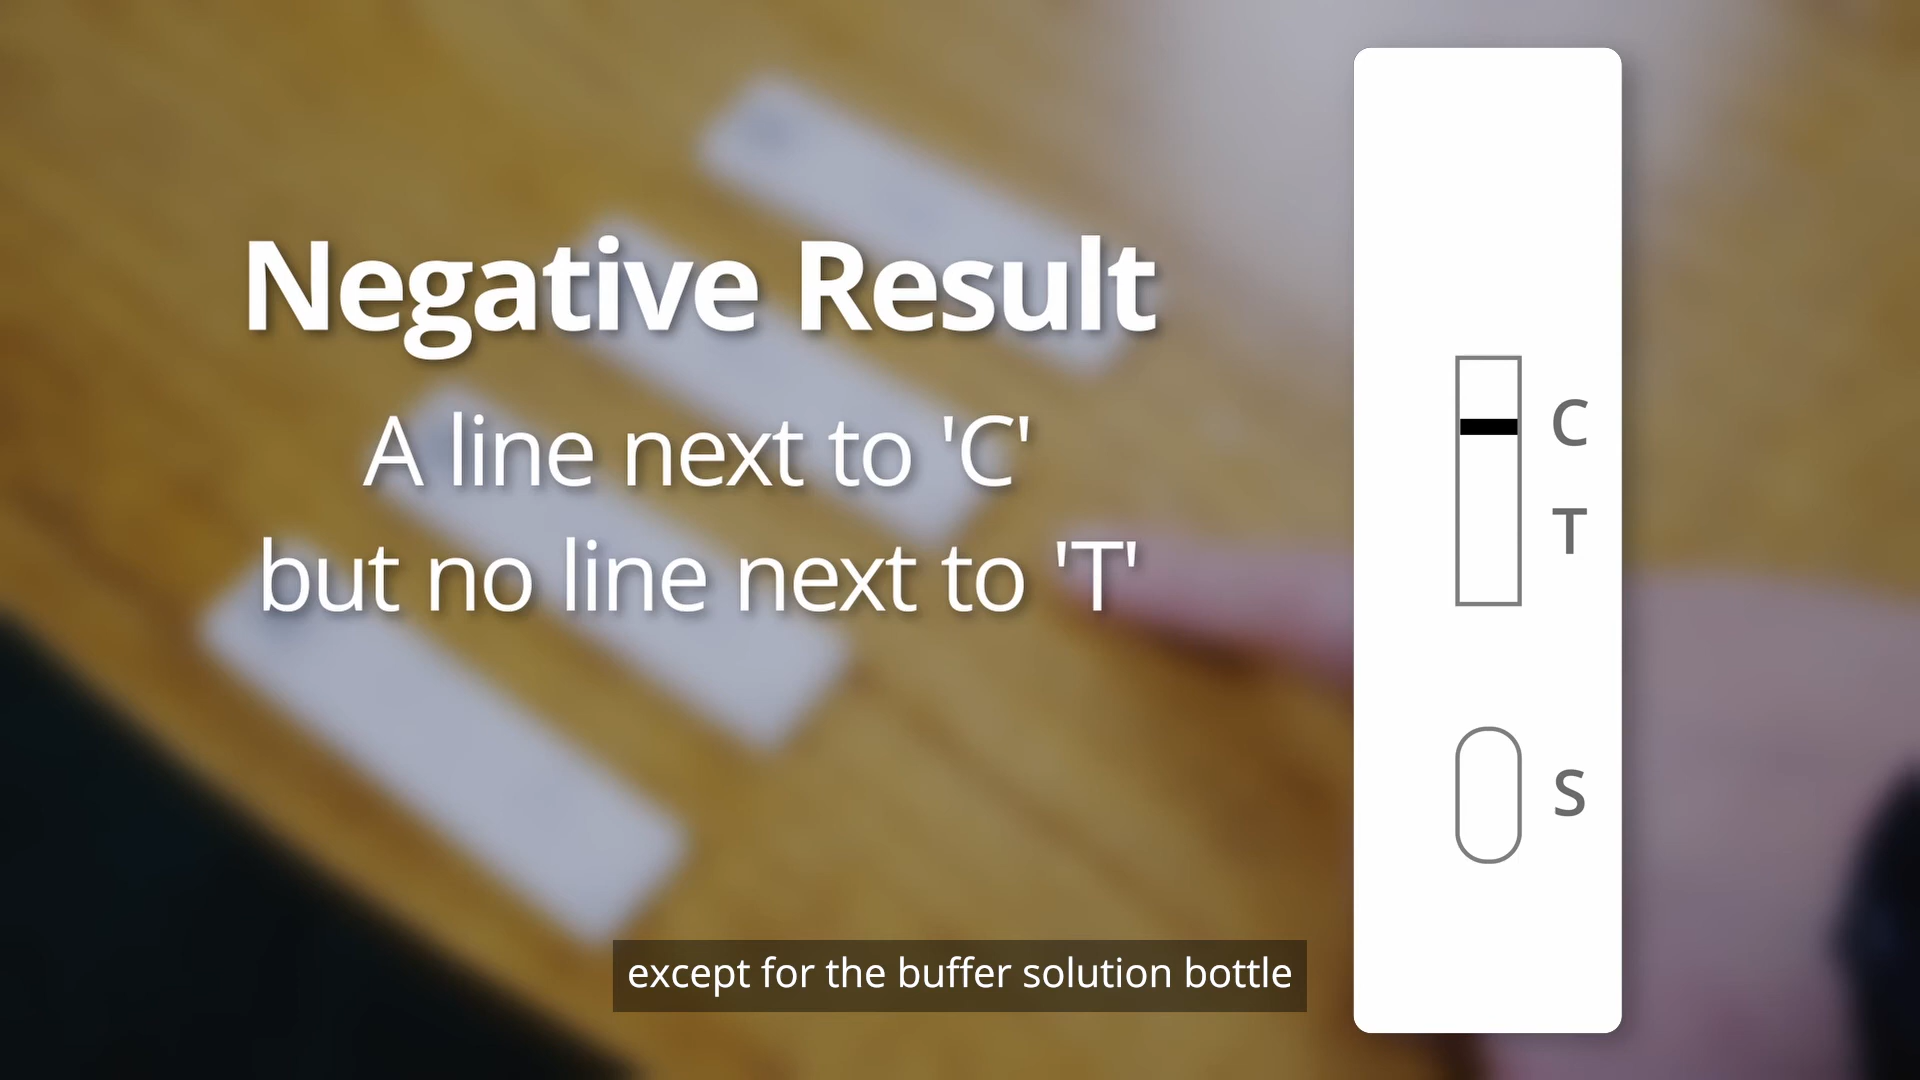 Negative Result
A line next to 'C'
but no line next to 'T'
C
T
S
except for the buffer solution bottle